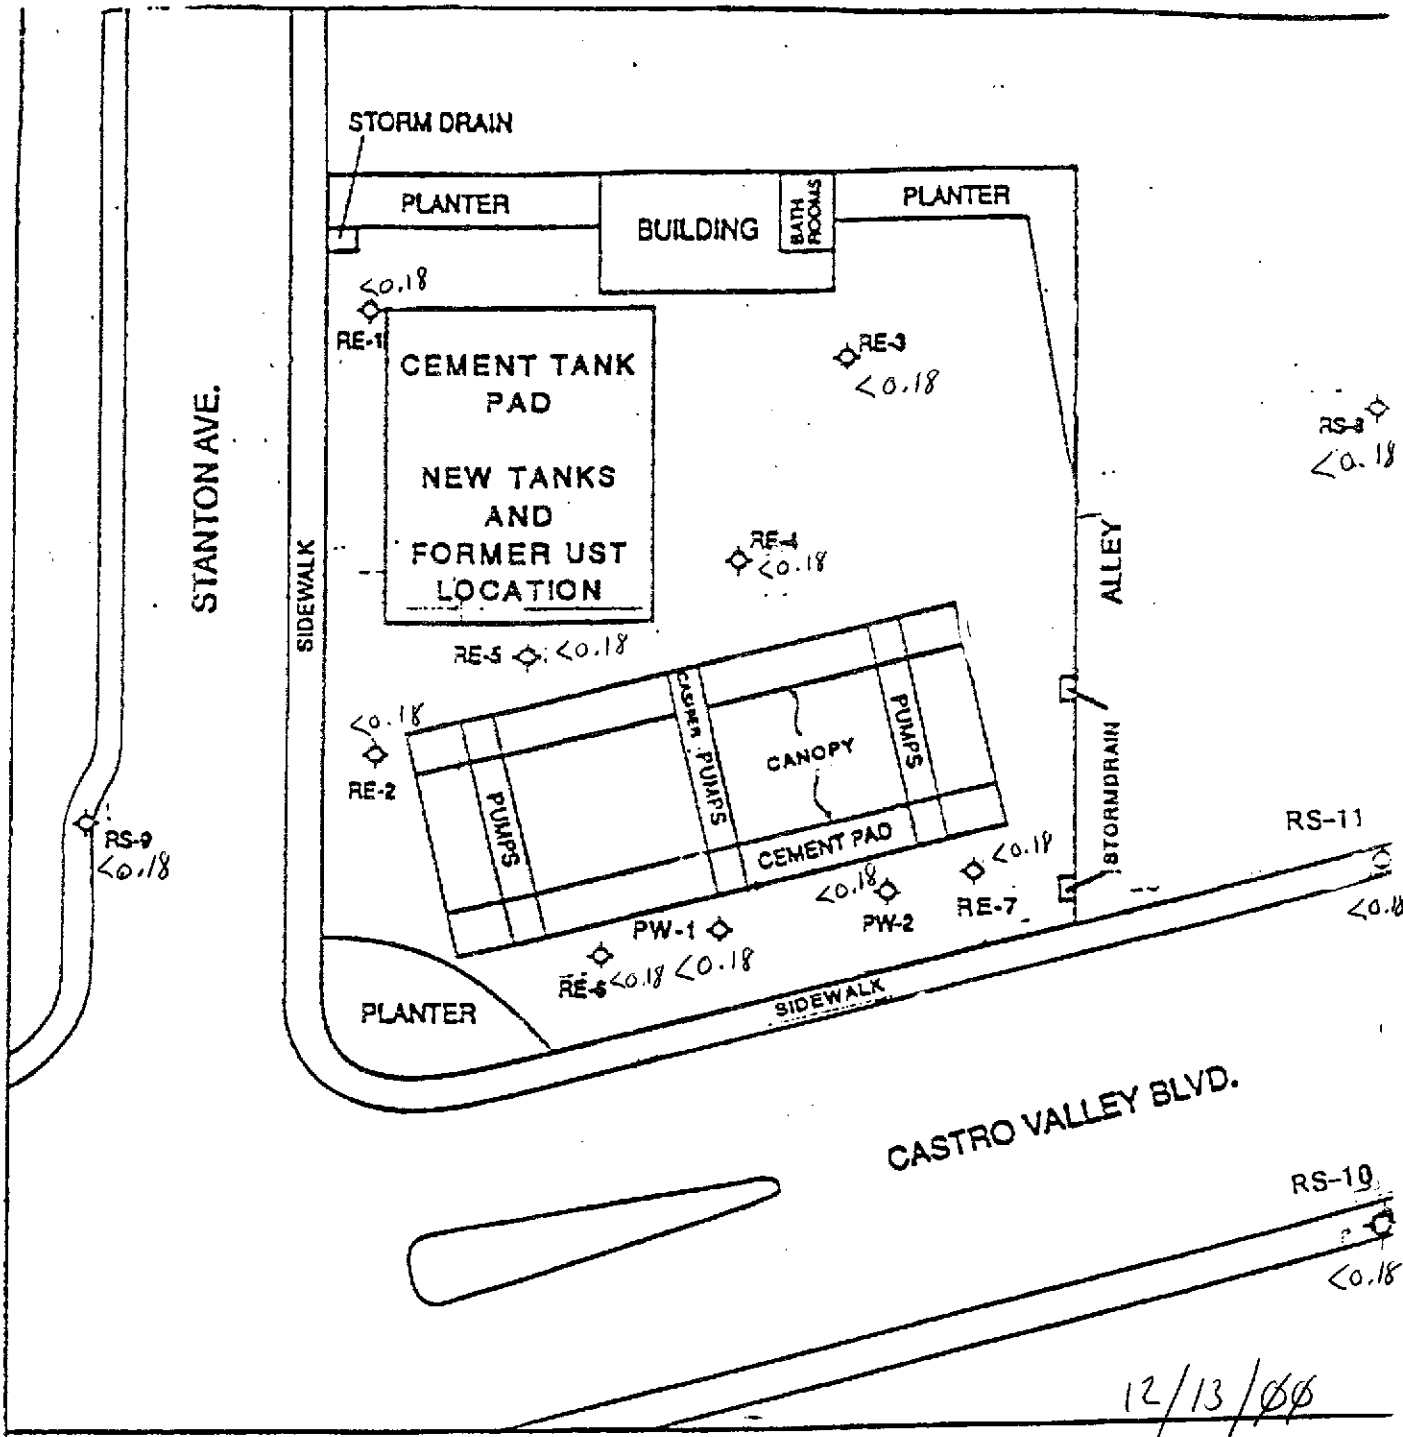 STORM DRAIN
PLANTER
BUILDING
BATH
ROOMS
PLANTER
<0.18
RE-1
CEMENT TANK
PAD
NEW TANKS
AND
FORMER UST
LOCATION
RE-3
<0.18
RS-8
<0.18
STANTON AVE.
SIDEWALK
RE-4
<0.18
ALLEY
RE-5
<0.18
<0.18
RE-2
RS-9
<0.18
PUMPS
PUMPS
PUMPS
CANOPY
CEMENT PAD
STORMDRAIN
RS-11
<0.18
<0.18
RE-7
<0.18
PW-2
PW-1
<0.18
RE-6
<0.18
PLANTER
SIDEWALK
CASTRO VALLEY BLVD.
RS-10
<0.18
12/13/00